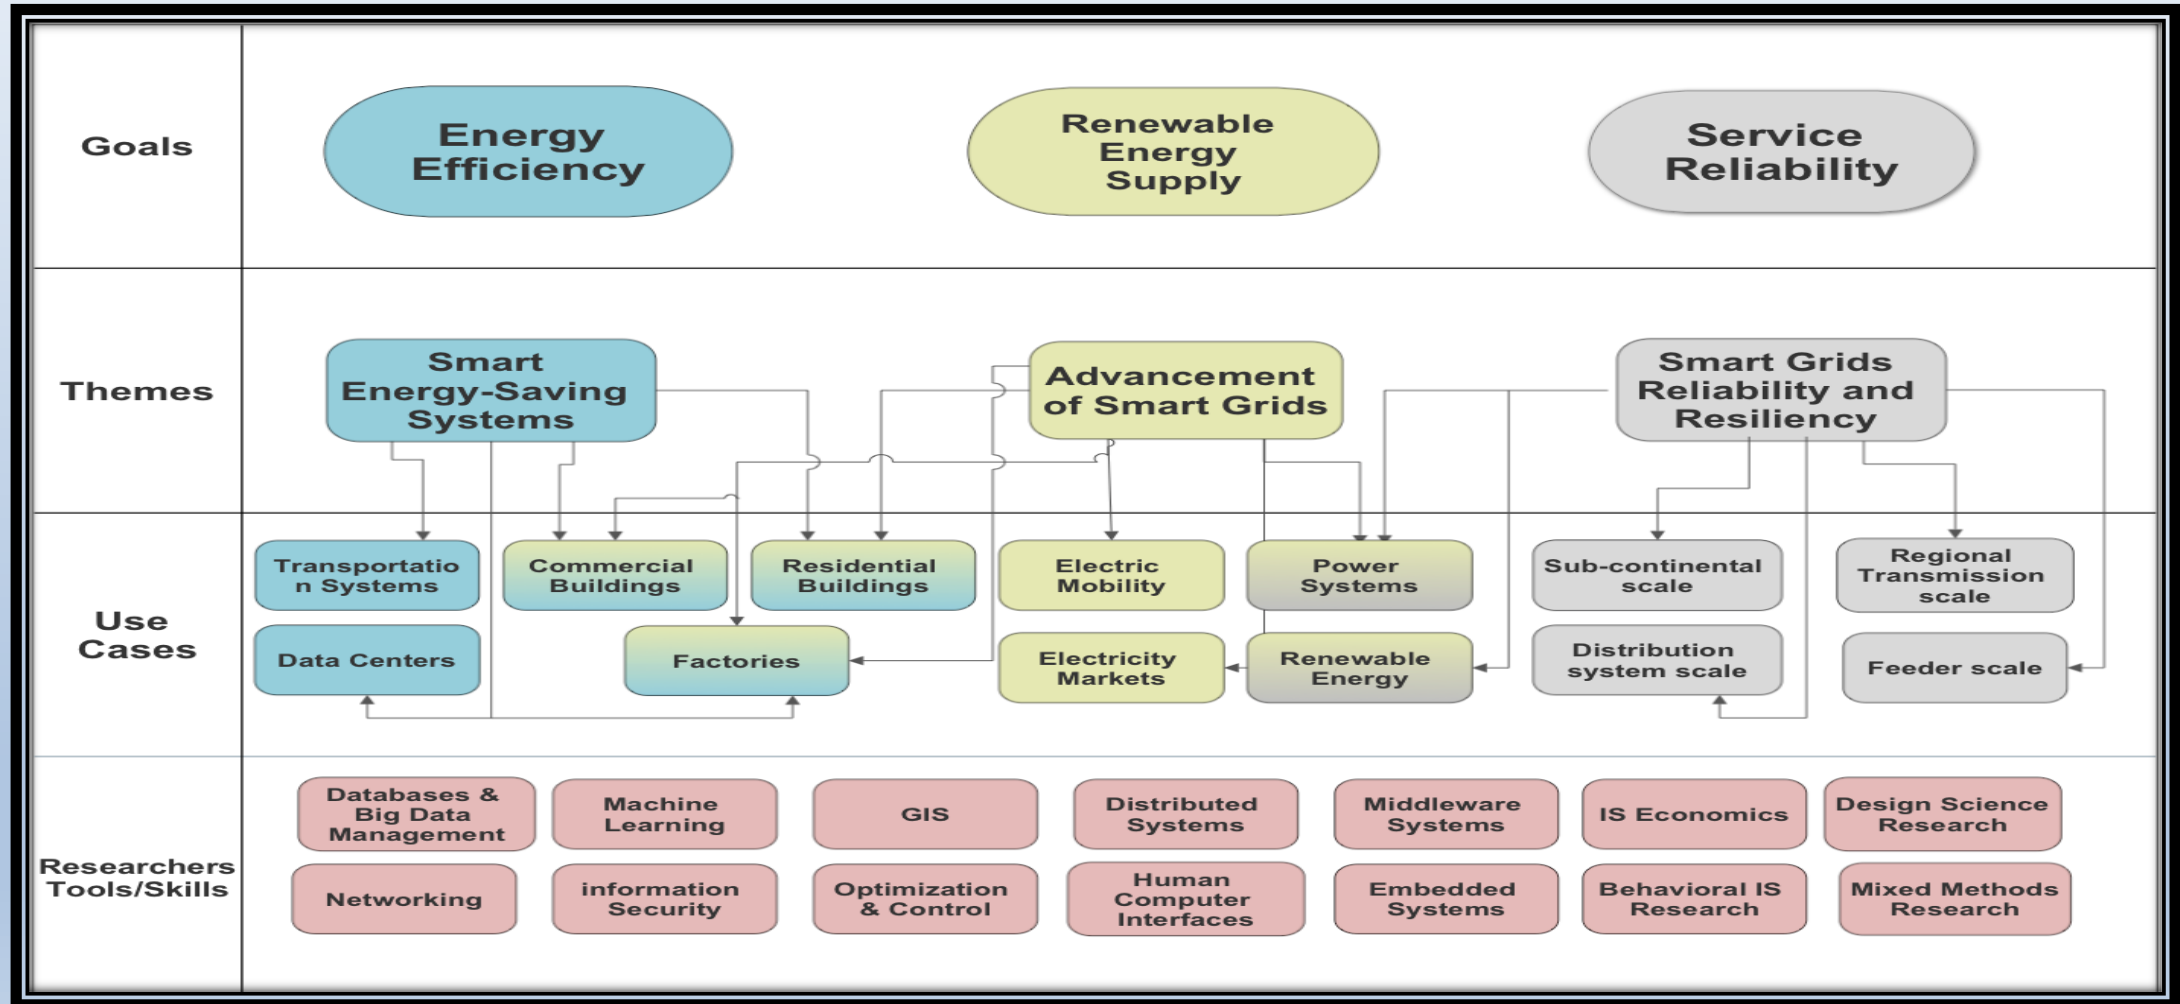 Goals
Energy
Efficiency
Renewable
Energy
Supply
Service
Reliability
Themes
Smart
Energy-Saving
Systems
Advancement
of Smart Grids
Smart Grids
Reliability and
Resiliency
Use
Cases
Transportatio
n Systems
Commercial
Buildings
Residential
Buildings
Electric
Mobility
Power
Systems
Sub-continental
scale
Regional
Transmission
scale
Data Centers
Factories
Electricity
Markets
Renewable
Energy
Distribution
system scale
Feeder scale
Researchers
Tools/Skills
Databases &
Big Data
Management
Machine
Learning
GIS
Distributed
Systems
Middleware
Systems
IS Economics
Design Science
Research
Networking
information
Security
Optimization
& Control
Human
Computer
Interfaces
Embedded
Systems
Behavioral IS
Research
Mixed Methods
Research